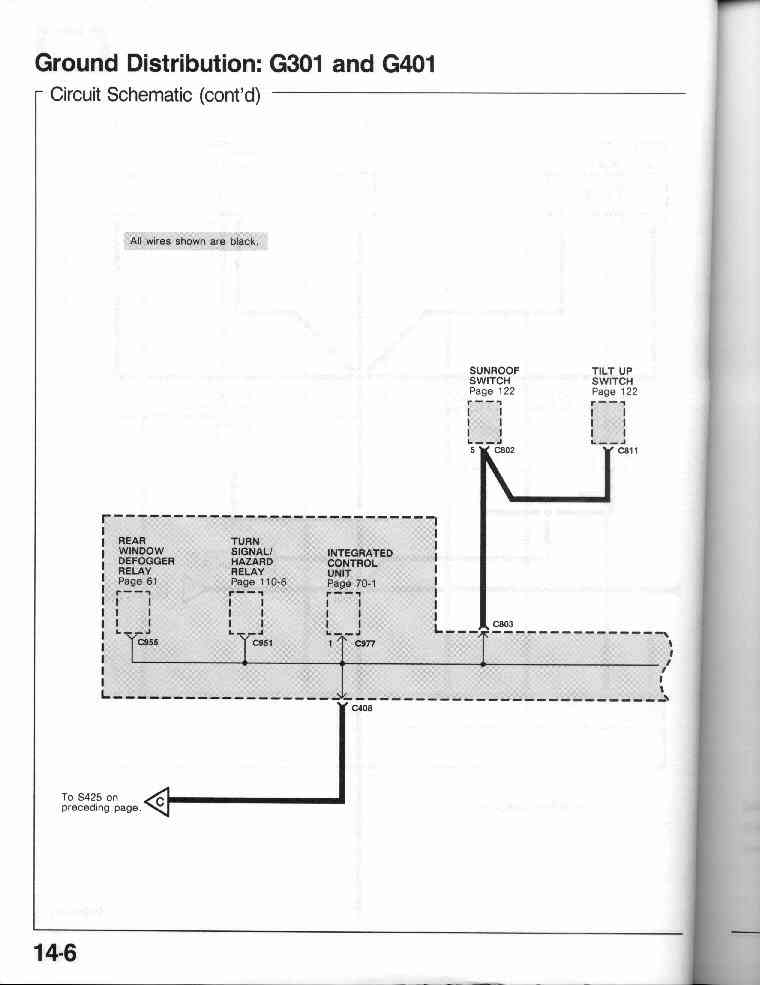 Ground Distribution: G301 and G401
Circuit Schematic (cont'd)
All wires shown are black.
SUNROOF
SWITCH
Page 122
TILT UP
SWITCH
Page 122
5
C802
C811
REAR
WINDOW
DEFOGGER
RELAY
Page 61
TURN
SIGNAL/
HAZARD
RELAY
Page 110-6
INTEGRATED
CONTROL
UNIT
Page 70-1
C803
C955
C951
1
C977
C408
To S425 on
preceding page.
C
14-6